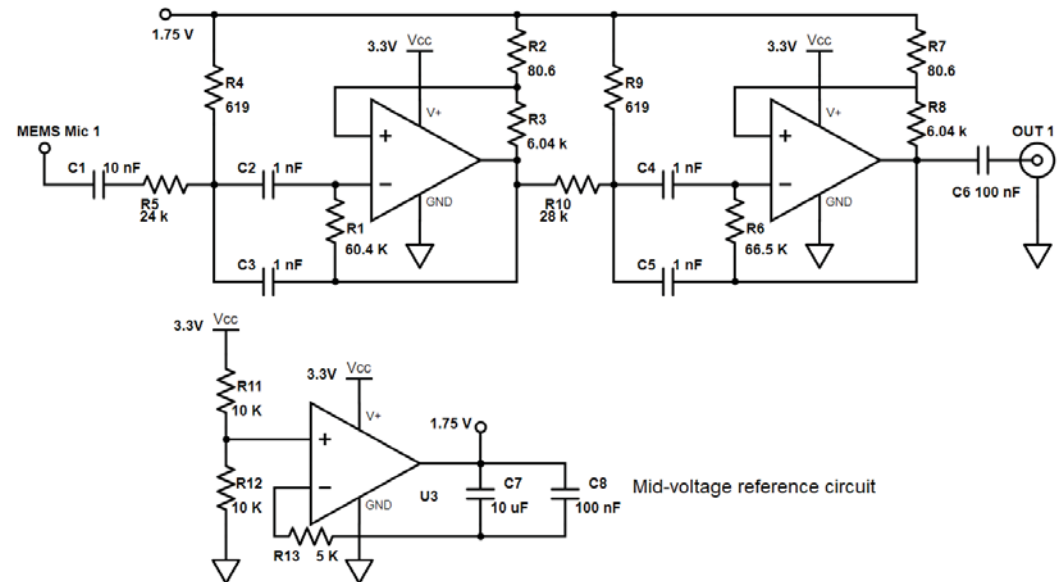 1.75 V
R4
619
3.3V
Vcc
V+
GND
R2
80.6
R3
6.04 k
R9
619
3.3V
Vcc
V+
GND
R7
80.6
R8
6.04 k
OUT 1
MEMS Mic 1
C1 10 nF
R5
24 k
C2 1 nF
R1
60.4 K
C3 1 nF
R10
28 k
C4 1 nF
R6
66.5 K
C5 1 nF
C6 100 nF
+
−
+
−
3.3V
Vcc
R11
10 K
R12
10 K
3.3V
Vcc
V+
+
−
GND
U3
R13 5 K
1.75 V
C7
10 uF
C8
100 nF
Mid-voltage reference circuit